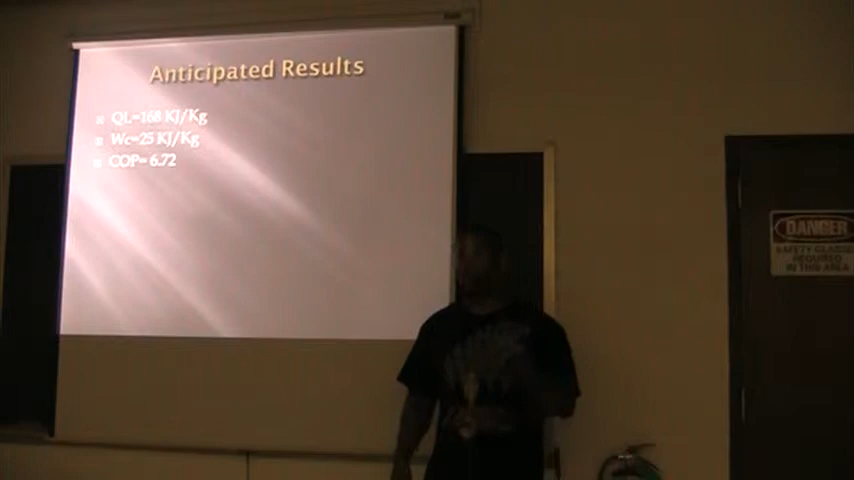 Anticipated Results
QL=168 KJ/Kg
Wc=25 KJ/Kg
COP= 6.72
DANGER
SAFETY GLASSES
REQUIRED
IN THIS AREA